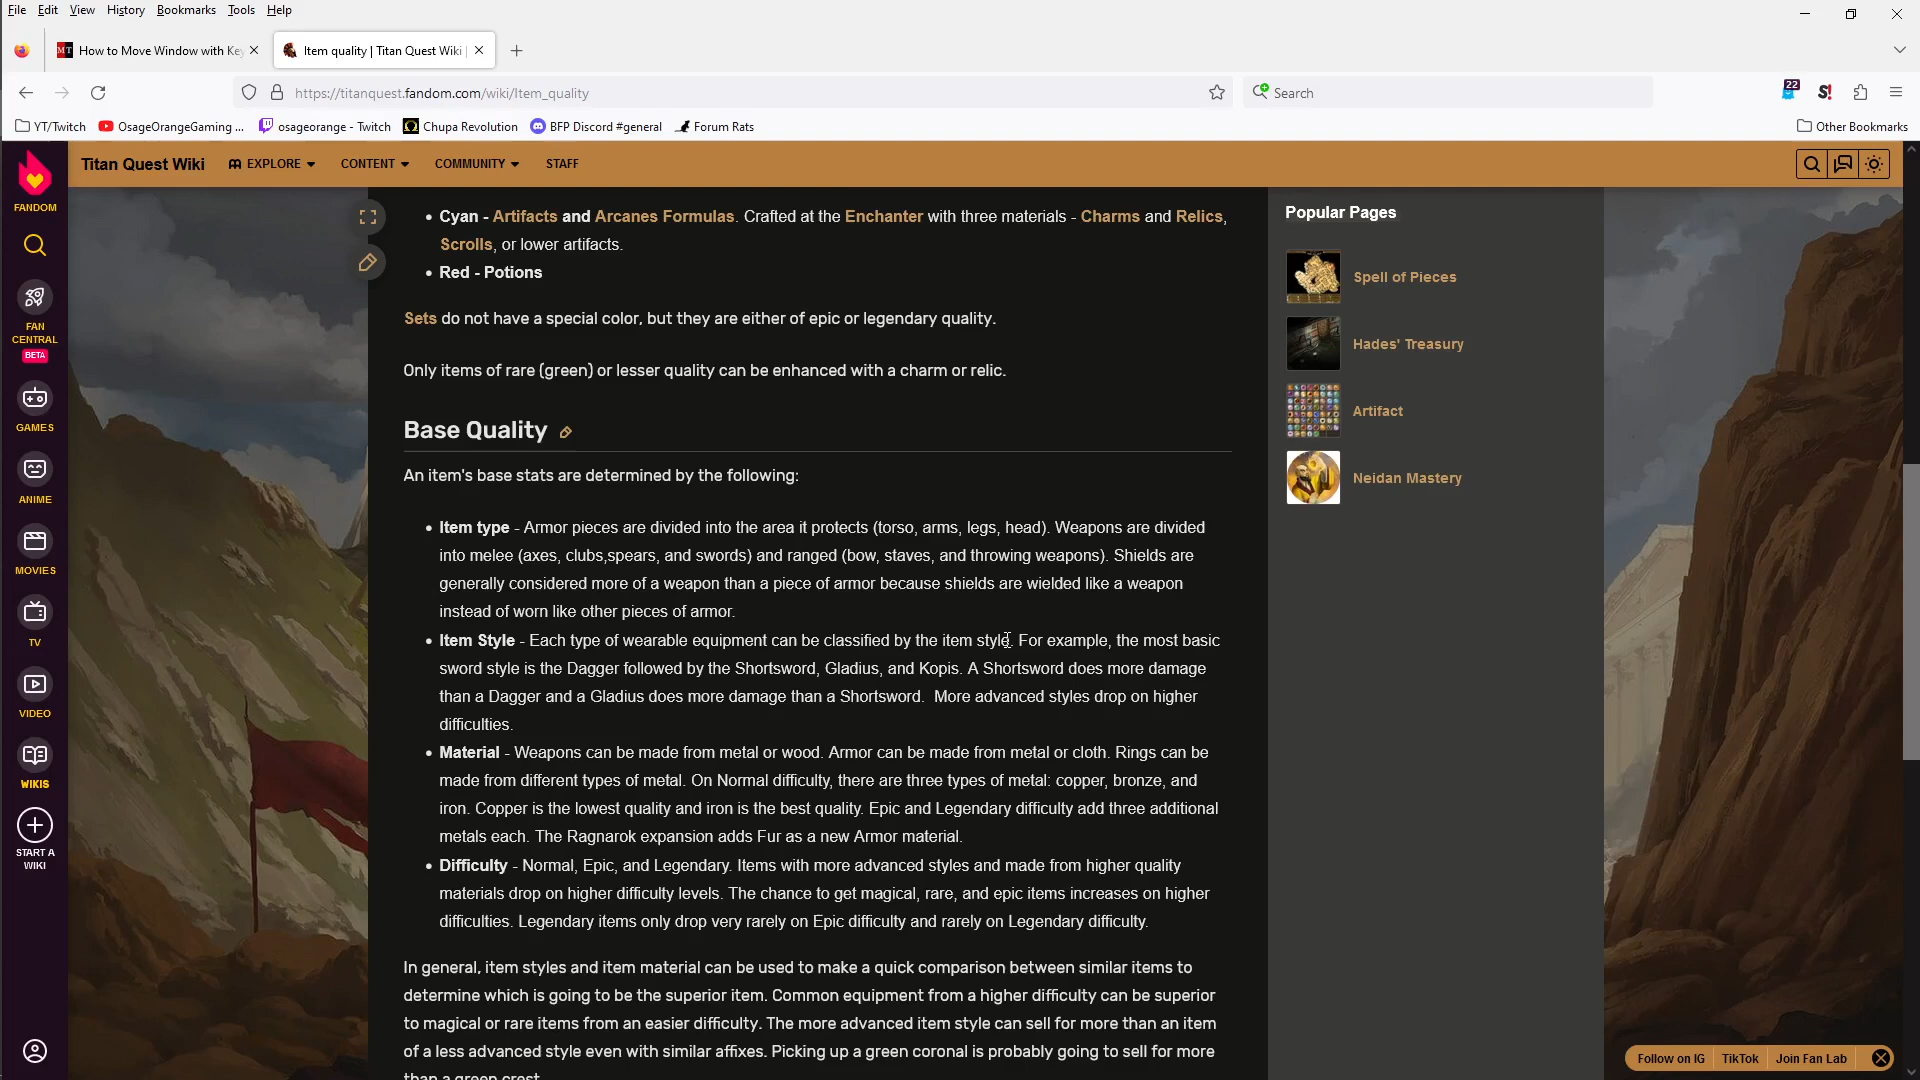 File Edit View History Bookmarks Tools Help
How to Move Window with Key
Item quality | Titan Quest Wiki |
https://titanquest.fandom.com/wiki/Item_quality
Search
22
S!
YT/Twitch OsageOrangeGaming ... osageorange - Twitch Chupa Revolution BFP Discord #general Forum Rats Other Bookmarks
Titan Quest Wiki EXPLORE CONTENT COMMUNITY STAFF
FANDOM
FAN
CENTRAL
BETA
GAMES
ANIME
MOVIES
TV
VIDEO
WIKIS
START A
WIKI
• Cyan - Artifacts and Arcanes Formulas. Crafted at the Enchanter with three materials - Charms and Relics,
Scrolls, or lower artifacts.
• Red - Potions
Sets do not have a special color, but they are either of epic or legendary quality.
Only items of rare (green) or lesser quality can be enhanced with a charm or relic.
Base Quality
An item's base stats are determined by the following:
• Item type - Armor pieces are divided into the area it protects (torso, arms, legs, head). Weapons are divided
into melee (axes, clubs,spears, and swords) and ranged (bow, staves, and throwing weapons). Shields are
generally considered more of a weapon than a piece of armor because shields are wielded like a weapon
instead of worn like other pieces of armor.
• Item Style - Each type of wearable equipment can be classified by the item style. For example, the most basic
sword style is the Dagger followed by the Shortsword, Gladius, and Kopis. A Shortsword does more damage
than a Dagger and a Gladius does more damage than a Shortsword. More advanced styles drop on higher
difficulties.
• Material - Weapons can be made from metal or wood. Armor can be made from metal or cloth. Rings can be
made from different types of metal. On Normal difficulty, there are three types of metal: copper, bronze, and
iron. Copper is the lowest quality and iron is the best quality. Epic and Legendary difficulty add three additional
metals each. The Ragnarok expansion adds Fur as a new Armor material.
• Difficulty - Normal, Epic, and Legendary. Items with more advanced styles and made from higher quality
materials drop on higher difficulty levels. The chance to get magical, rare, and epic items increases on higher
difficulties. Legendary items only drop very rarely on Epic difficulty and rarely on Legendary difficulty.
In general, item styles and item material can be used to make a quick comparison between similar items to
determine which is going to be the superior item. Common equipment from a higher difficulty can be superior
to magical or rare items from an easier difficulty. The more advanced item style can sell for more than an item
of a less advanced style even with similar affixes. Picking up a green coronal is probably going to sell for more
than a green crest
Popular Pages
Spell of Pieces
Hades' Treasury
Artifact
Neidan Mastery
Follow on IG TikTok Join Fan Lab